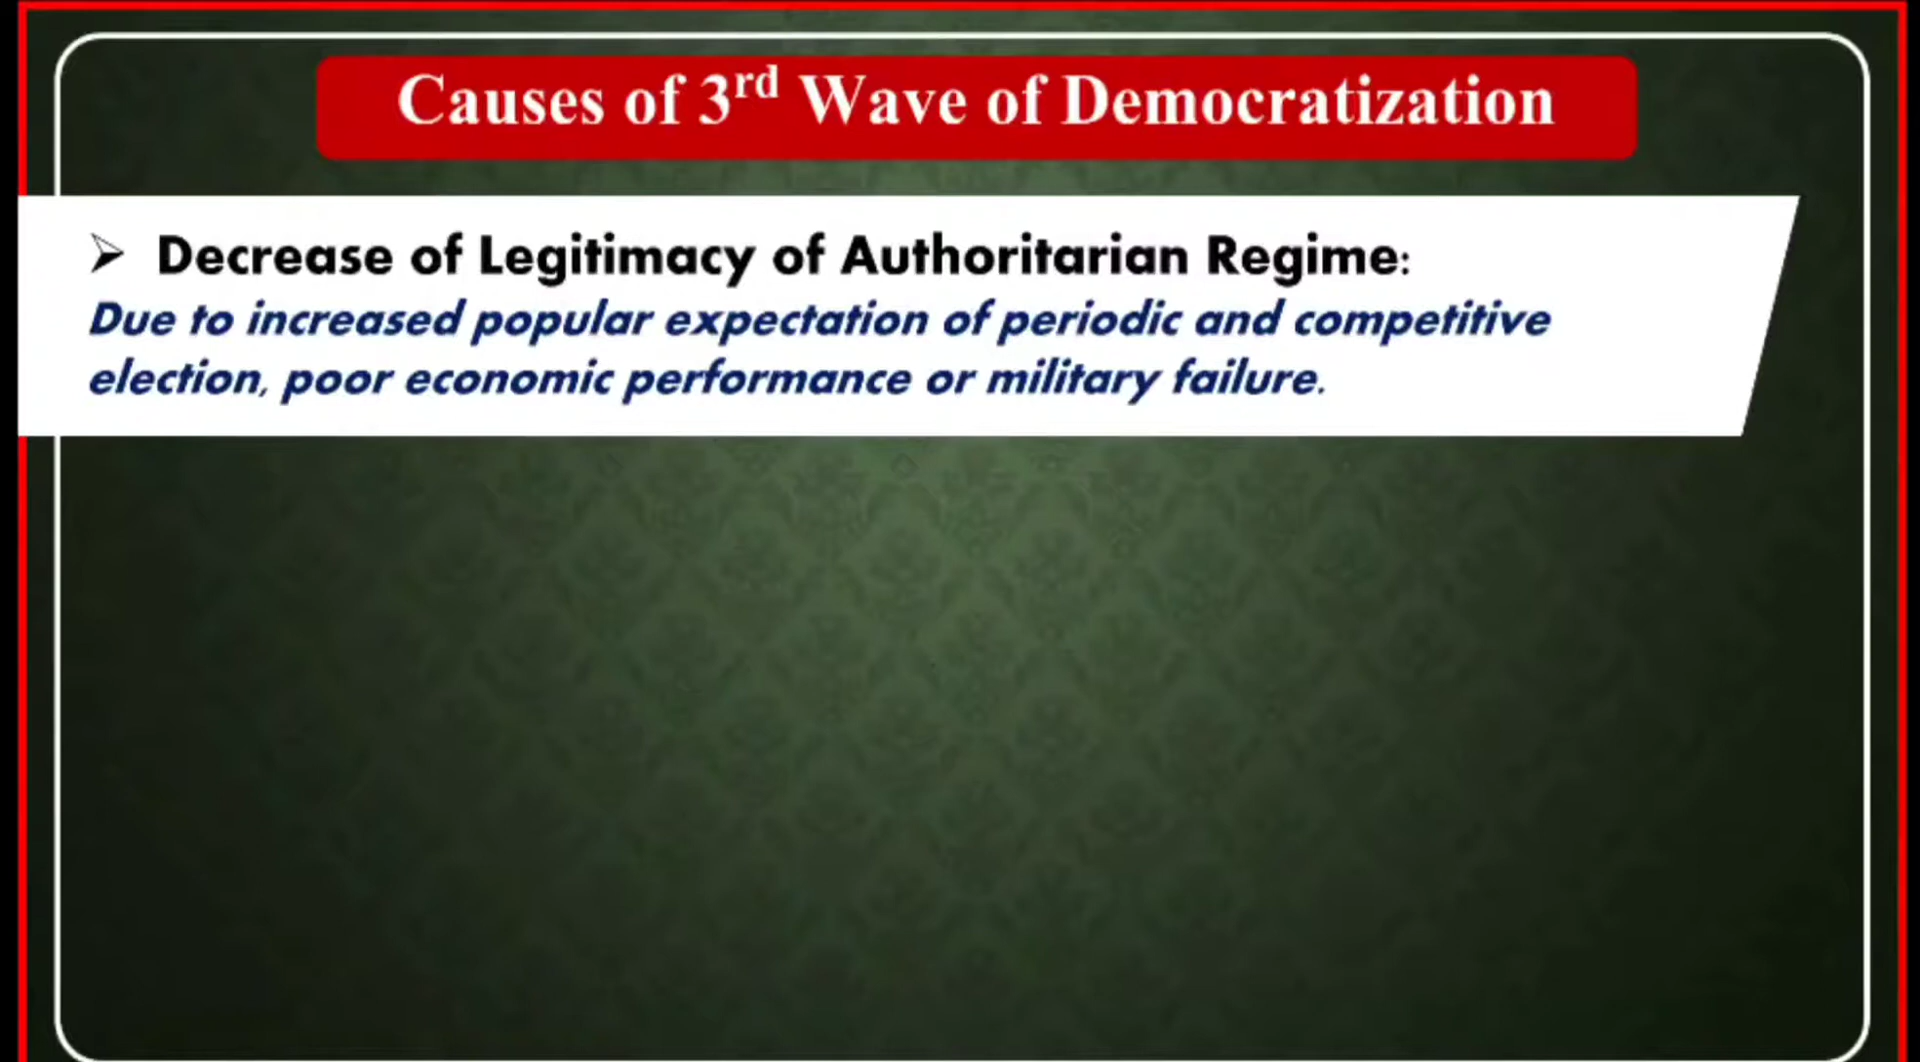 Causes of 3rd Wave of Democratization
➢ Decrease of Legitimacy of Authoritarian Regime:
Due to increased popular expectation of periodic and competitive
election, poor economic performance or military failure.